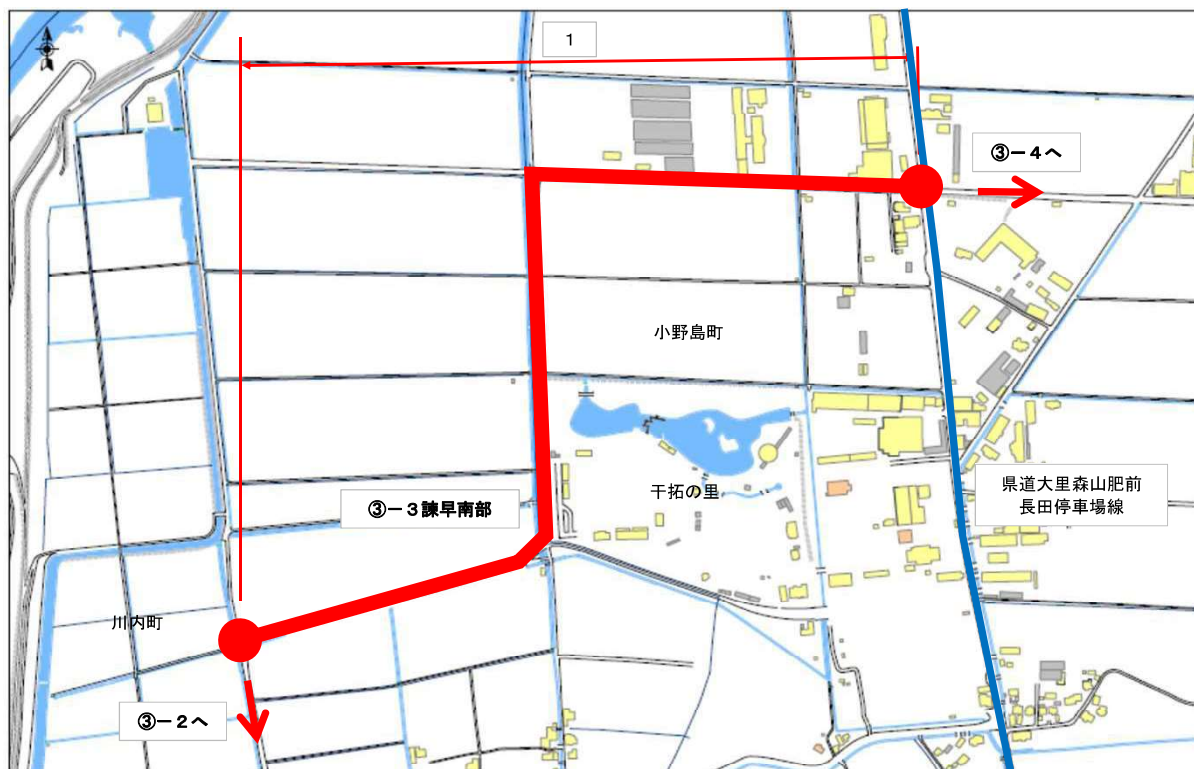 1
③－4へ
小野島町
干拓の里
県道大里森山肥前
長田停車場線
③－３諫早南部
川内町
③－２へ